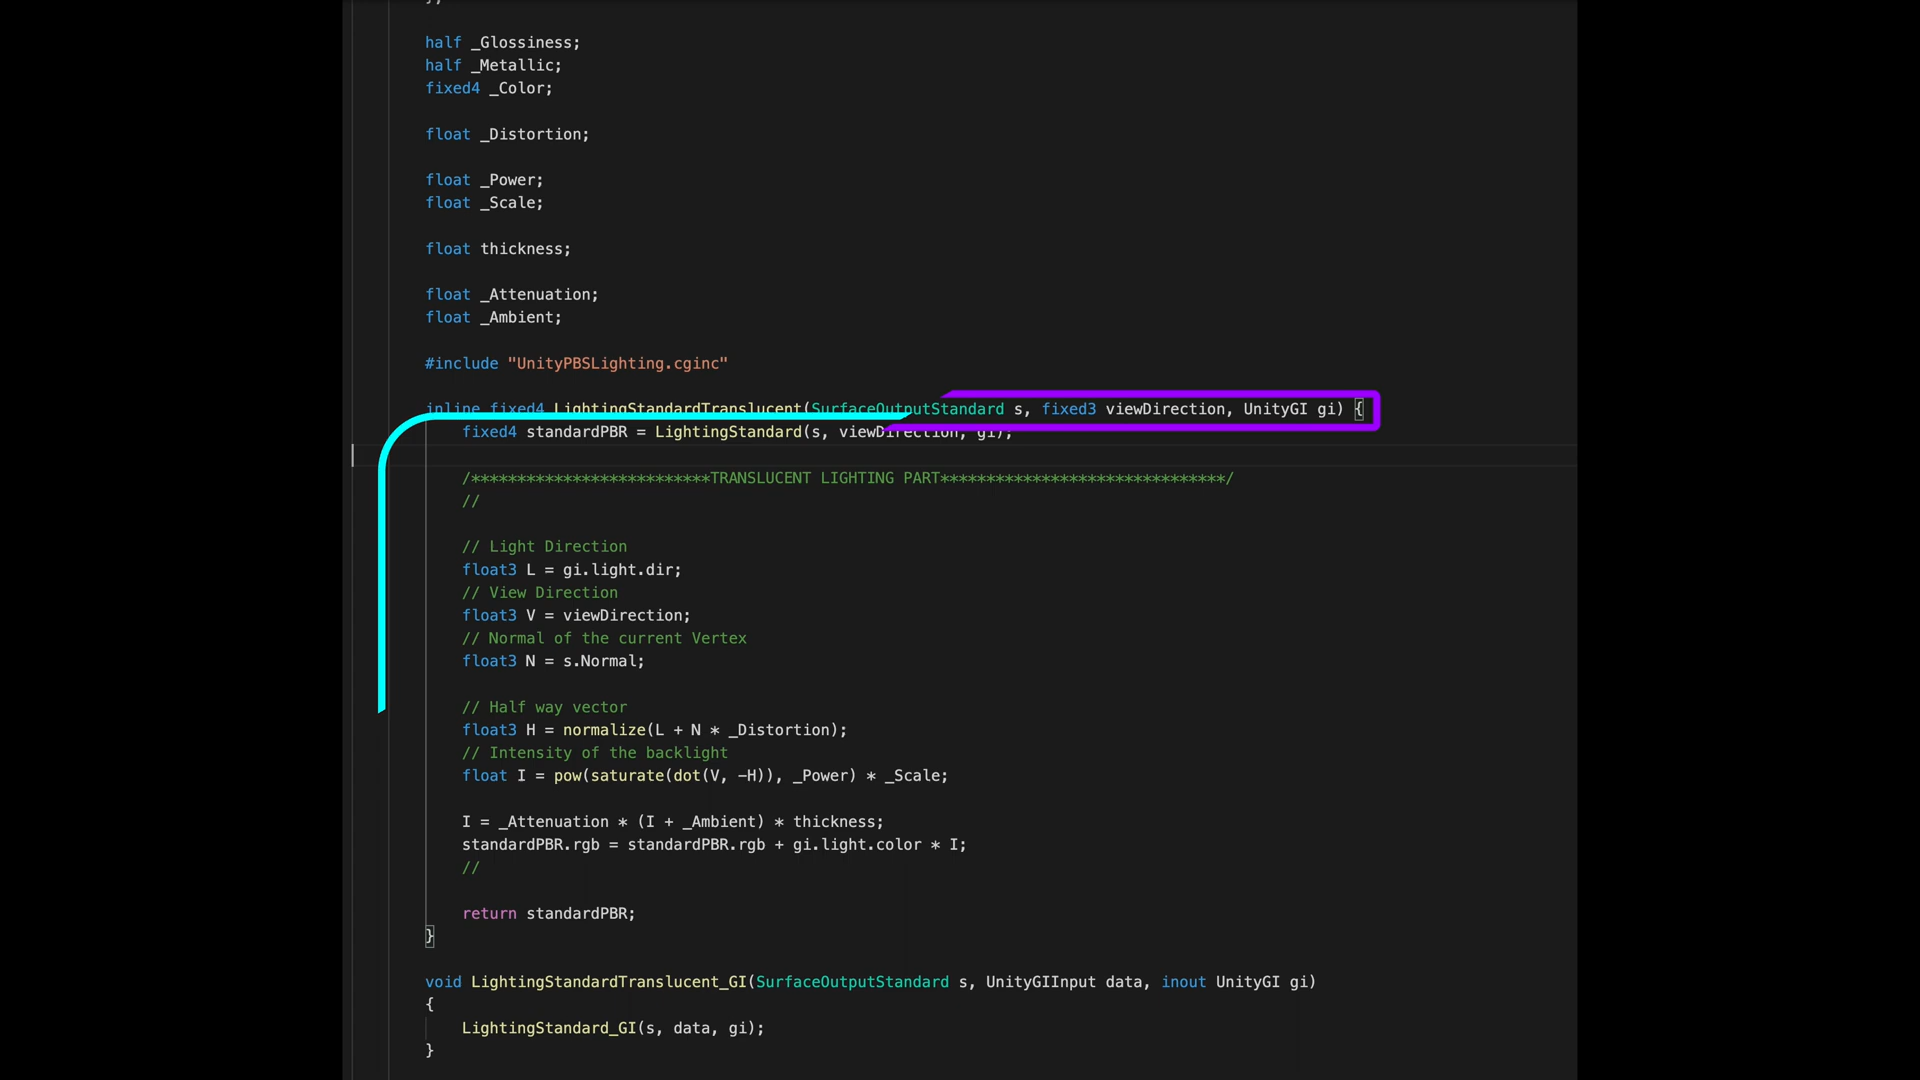 half _Glossiness;
half _Metallic;
fixed4 _Color;
float _Distortion;
float _Power;
float _Scale;
float thickness;
float _Attenuation;
float _Ambient;
#include "UnityPBSLighting.cginc"
inline fixed4 LightingStandardTranslucent(SurfaceOutputStandard s, fixed3 viewDirection, UnityGI gi) {
fixed4 standardPBR = LightingStandard(s, viewDirection, gi);
/**************************TRANSLUCENT LIGHTING PART*******************************/
//
// Light Direction
float3 L = gi.light.dir;
// View Direction
float3 V = viewDirection;
// Normal of the current Vertex
float3 N = s.Normal;
// Half way vector
float3 H = normalize(L + N * _Distortion);
// Intensity of the backlight
float I = pow(saturate(dot(V, -H)), _Power) * _Scale;
I = _Attenuation * (I + _Ambient) * thickness;
standardPBR.rgb = standardPBR.rgb + gi.light.color * I;
//
return standardPBR;
}
void LightingStandardTranslucent_GI(SurfaceOutputStandard s, UnityGIInput data, inout UnityGI gi)
{
LightingStandard_GI(s, data, gi);
}